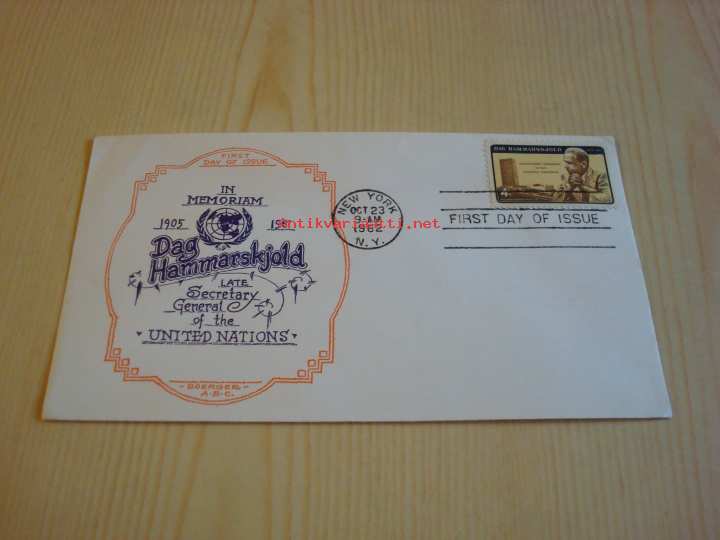 FIRST
DAY OF ISSUE
IN
MEMORIAM
1905
Dag
Hammarskjold
LATE
Secretary
General
of the
UNITED NATIONS
BOERGER
A.B.C.
NEW YORK
OCT 23
9-AM
1962
N.Y.
DAG HAMMARSKJOLD
4¢
FIRST DAY OF ISSUE
antikvariaatti.net